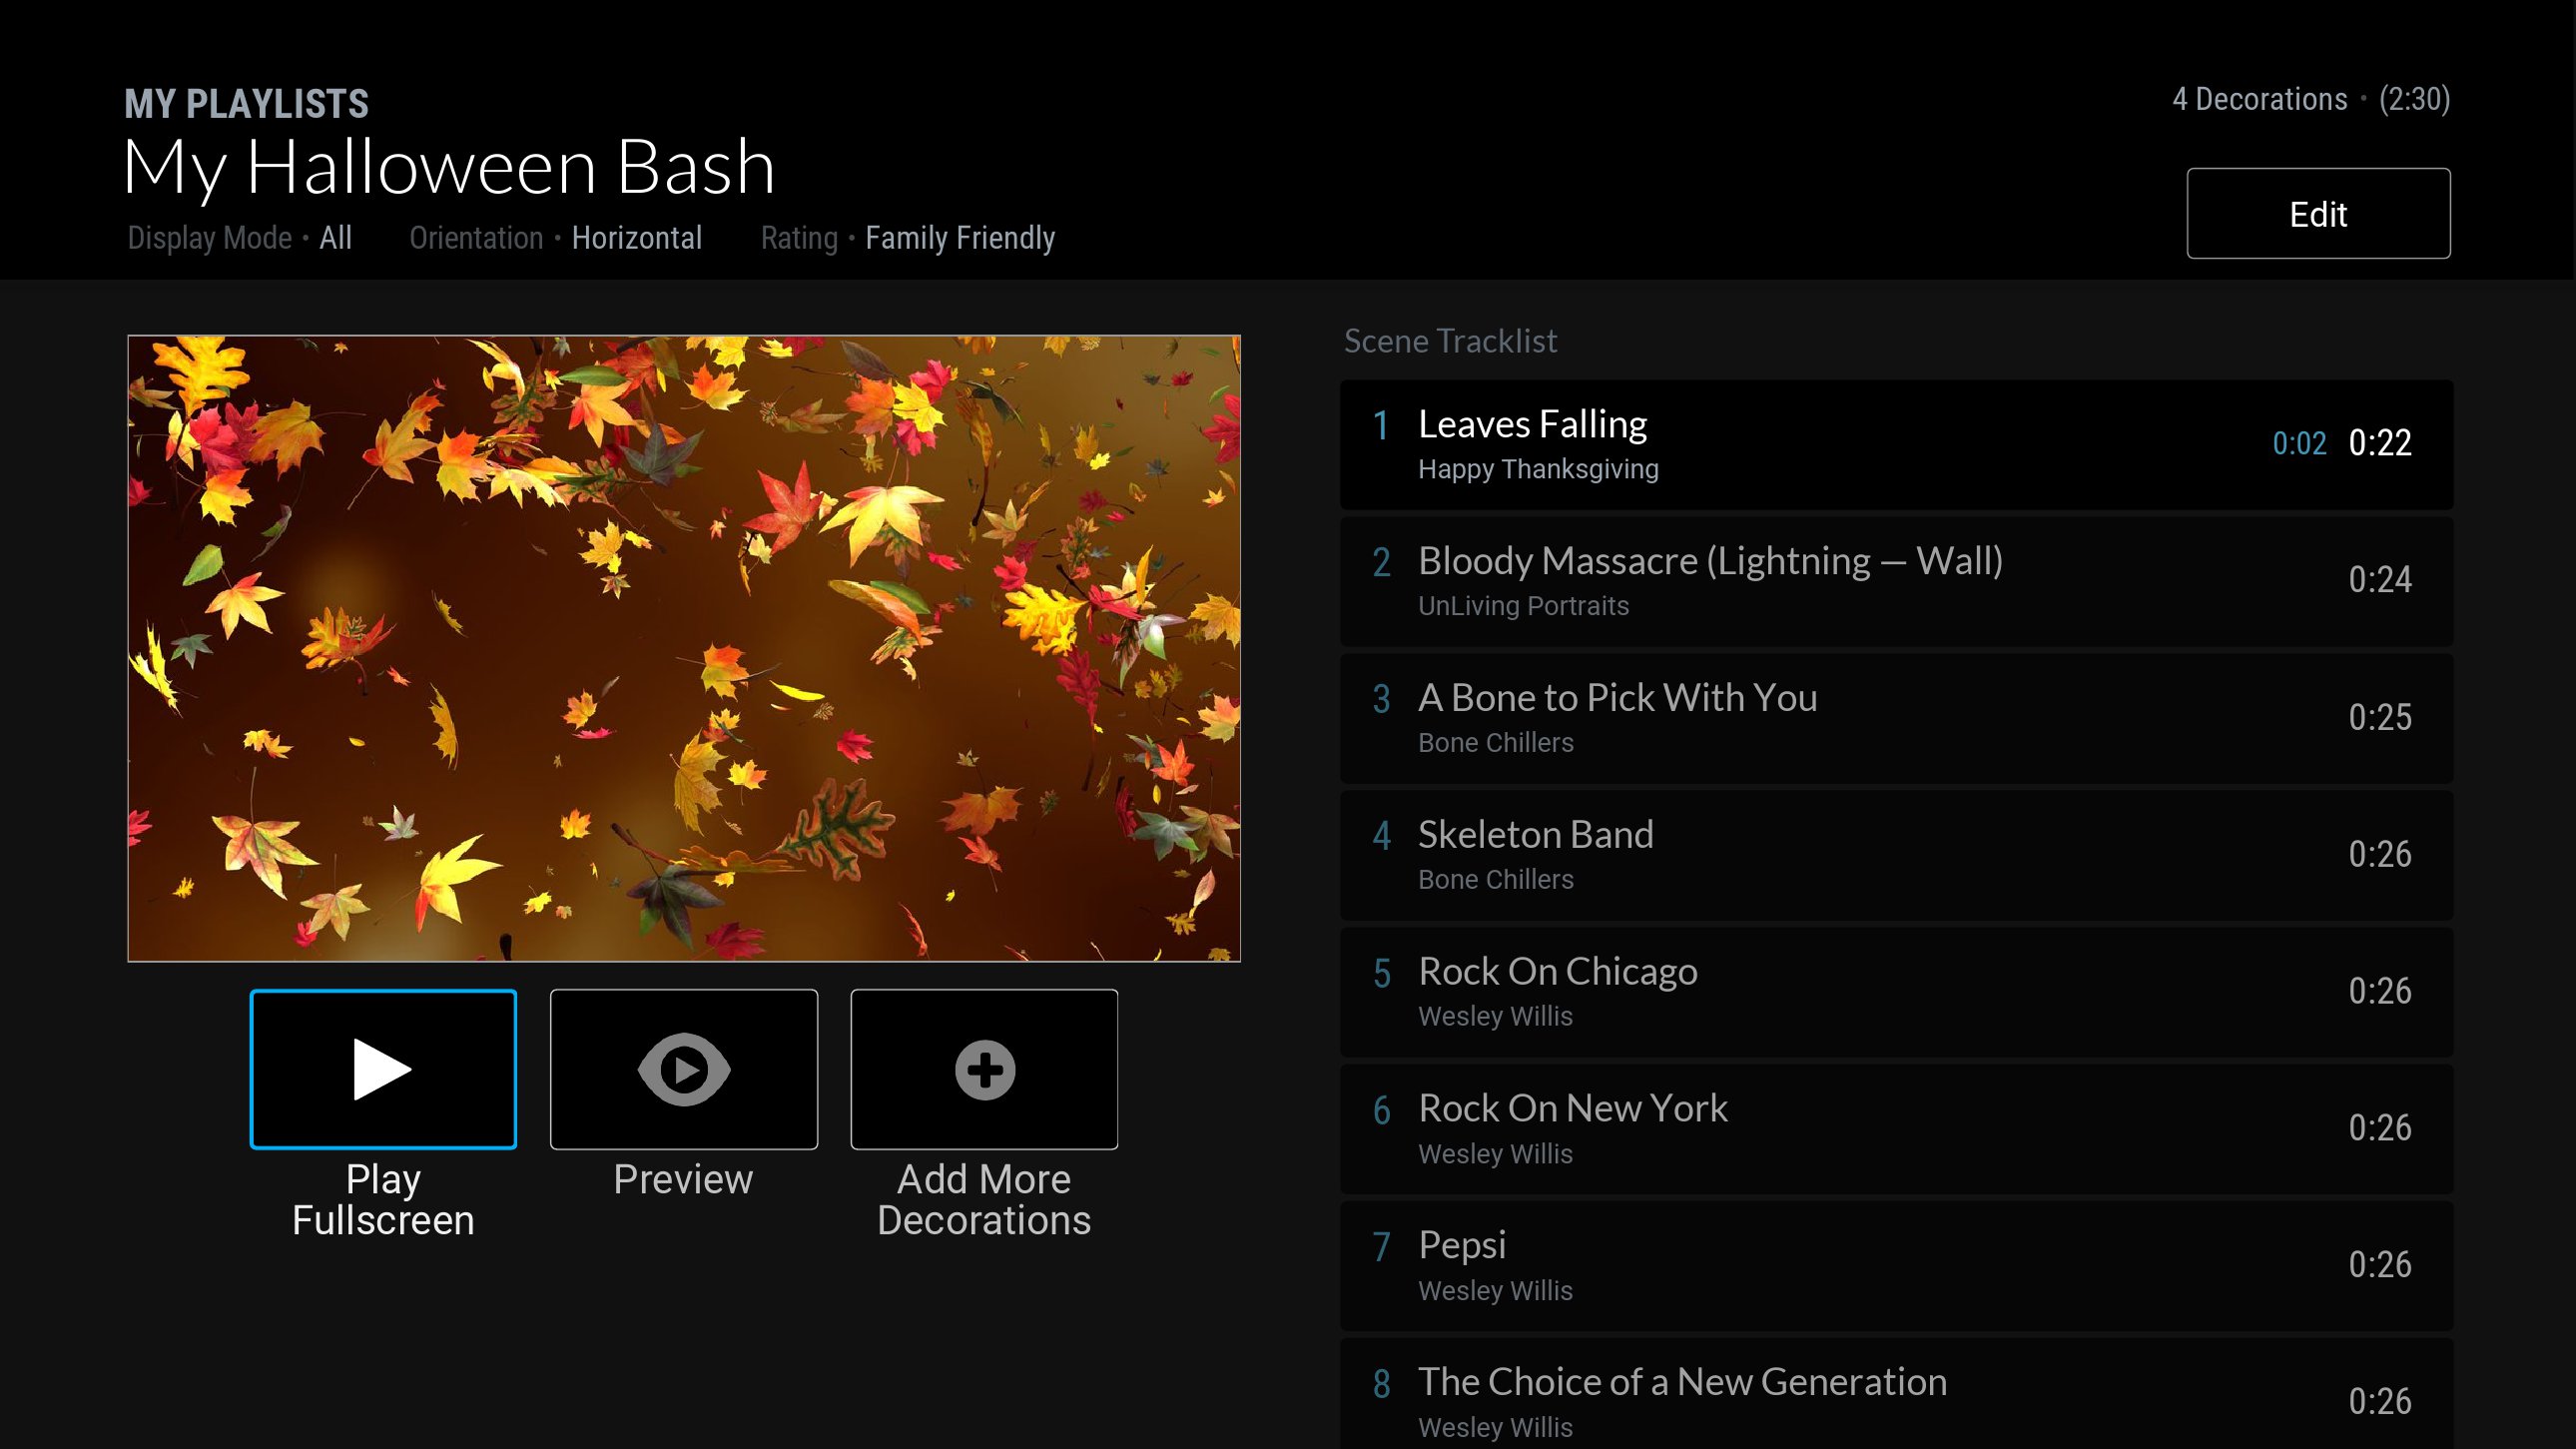 MY PLAYLISTS
My Halloween Bash
Display Mode • All Orientation • Horizontal Rating • Family Friendly
4 Decorations • (2:30)
Edit
Play
Fullscreen
Preview
Add More
Decorations
Scene Tracklist
1 Leaves Falling 0:02 0:22
Happy Thanksgiving
2 Bloody Massacre (Lightning — Wall) 0:24
UnLiving Portraits
3 A Bone to Pick With You 0:25
Bone Chillers
4 Skeleton Band 0:26
Bone Chillers
5 Rock On Chicago 0:26
Wesley Willis
6 Rock On New York 0:26
Wesley Willis
7 Pepsi 0:26
Wesley Willis
8 The Choice of a New Generation 0:26
Wesley Willis